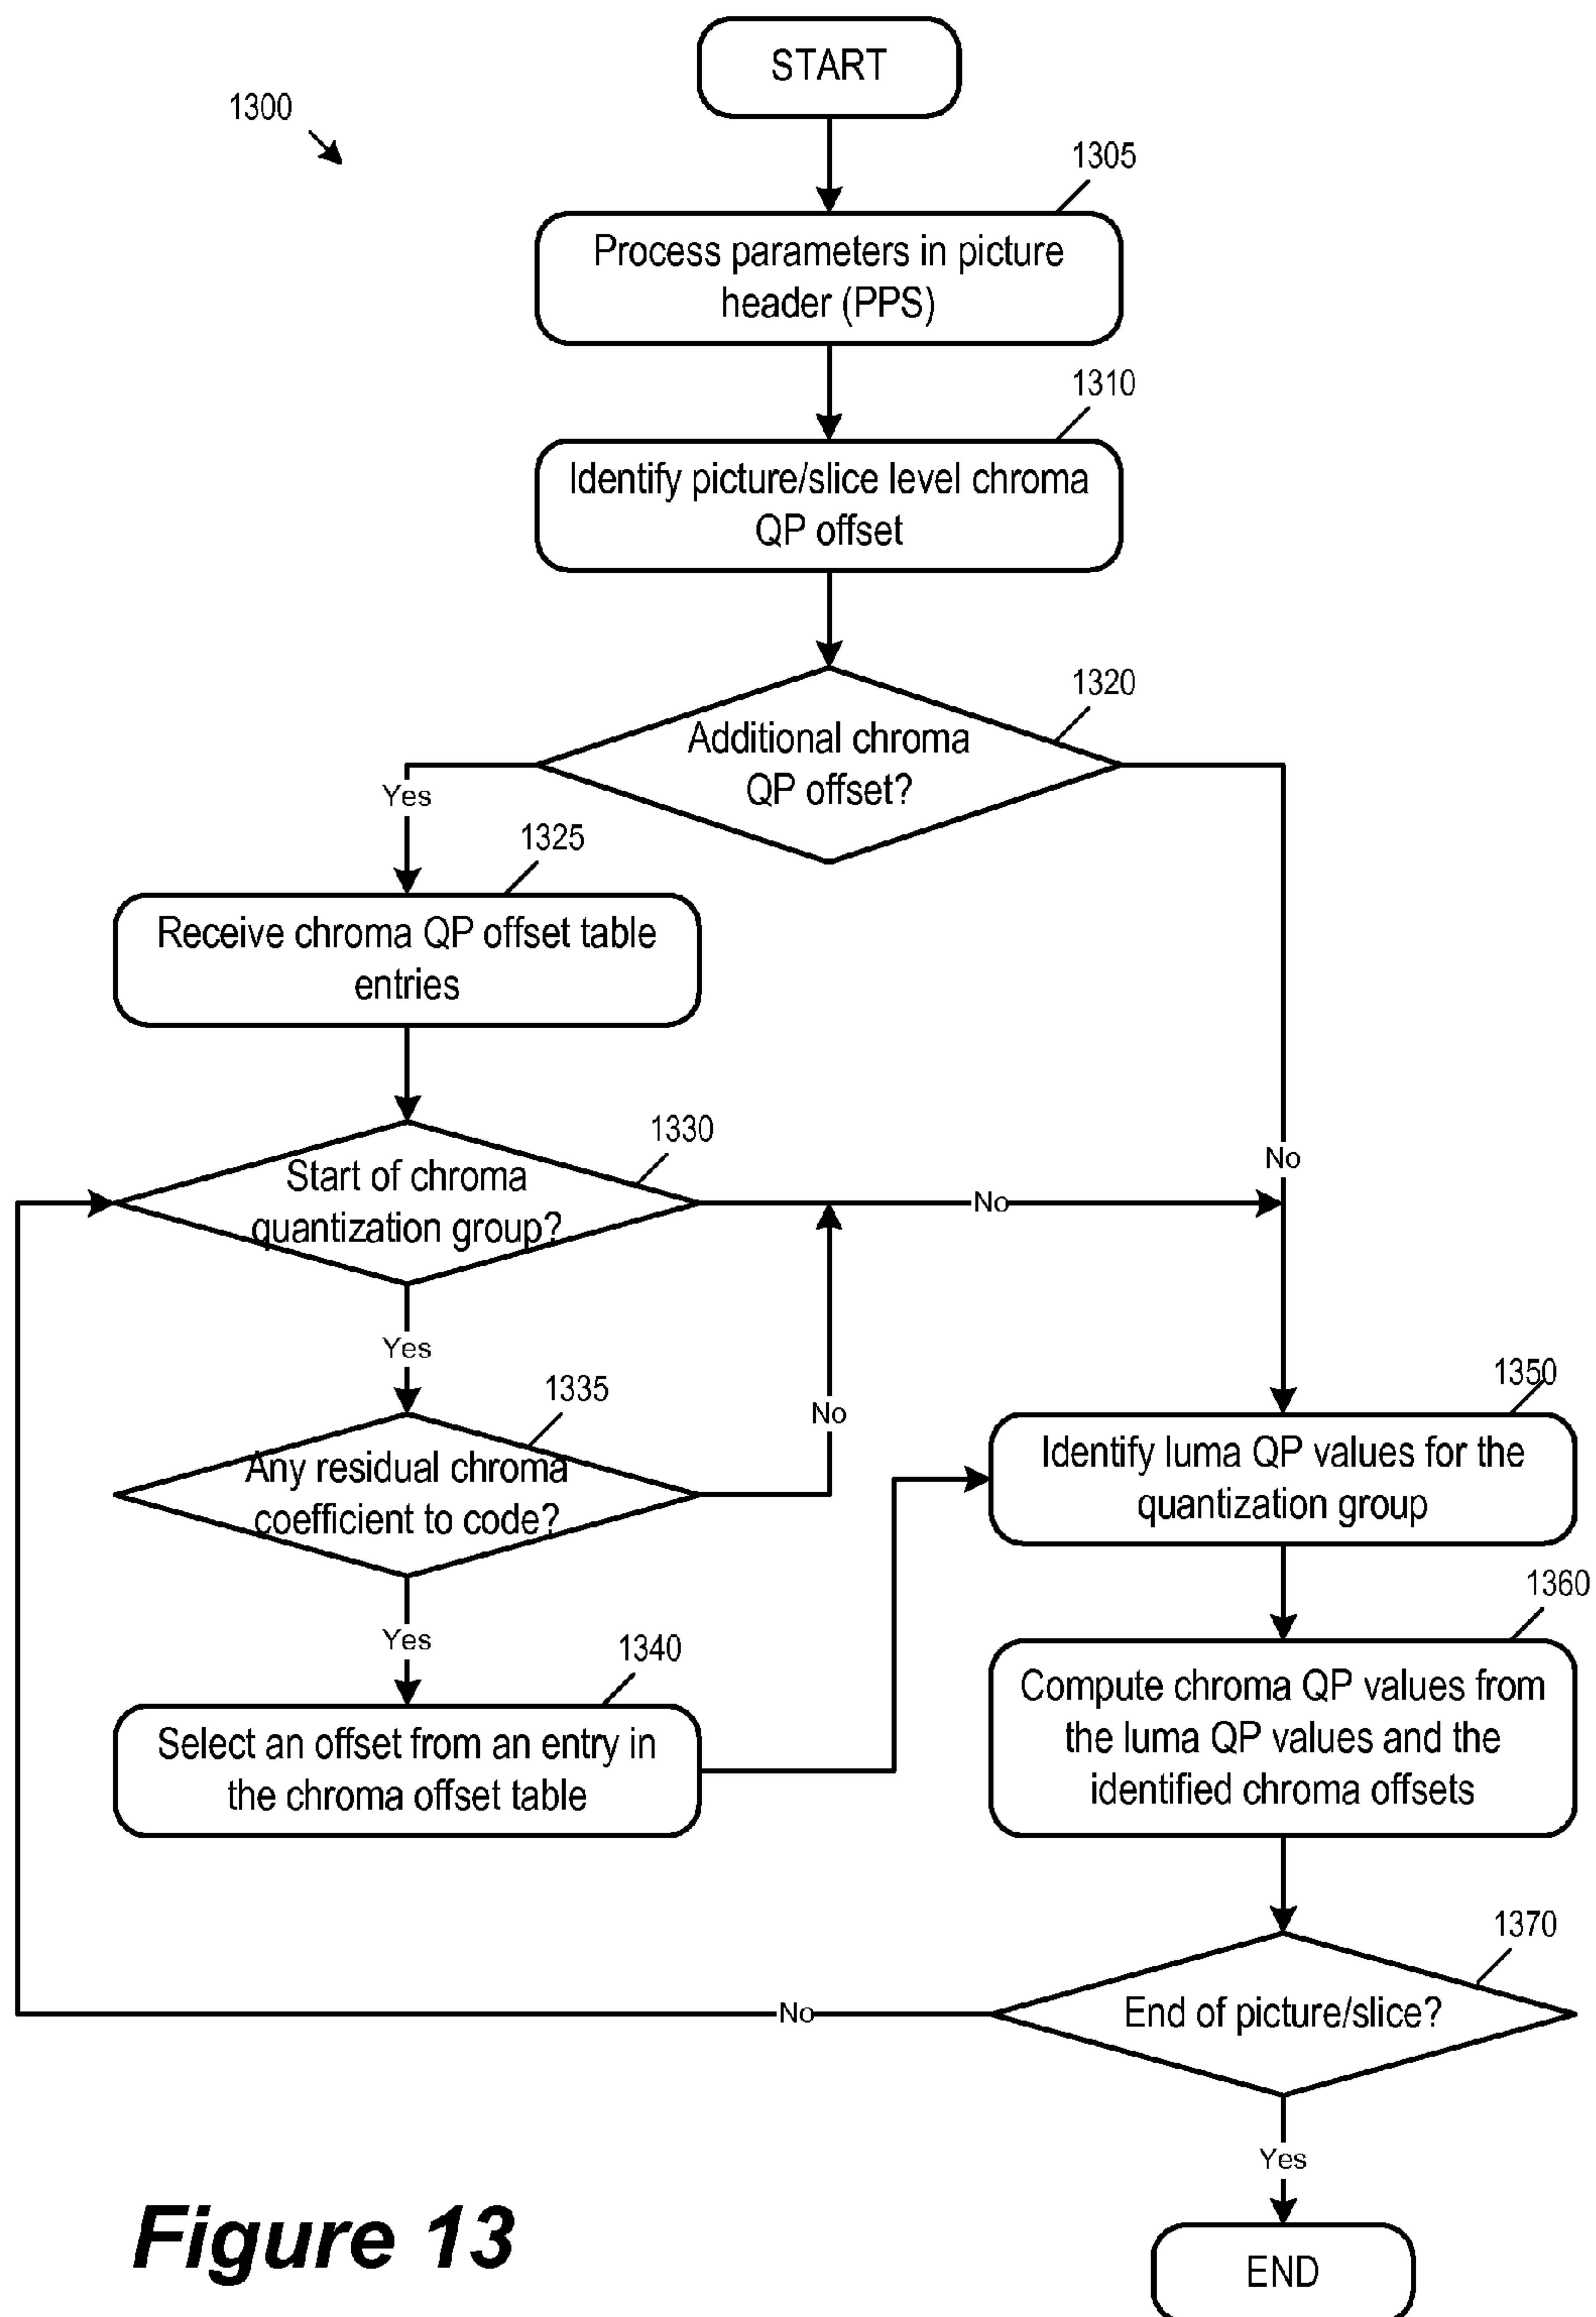 START
1300
1305
Process parameters in picture
header (PPS)
1310
Identify picture/slice level chroma
QP offset
1320
Additional chroma
QP offset?
Yes
1325
Receive chroma QP offset table
entries
1330
Start of chroma
quantization group?
No
No
Yes
1335
Any residual chroma
coefficient to code?
No
1350
Identify luma QP values for the
quantization group
Yes
1340
Select an offset from an entry in
the chroma offset table
1360
Compute chroma QP values from
the luma QP values and the
identified chroma offsets
1370
End of picture/slice?
No
Yes
END
Figure 13